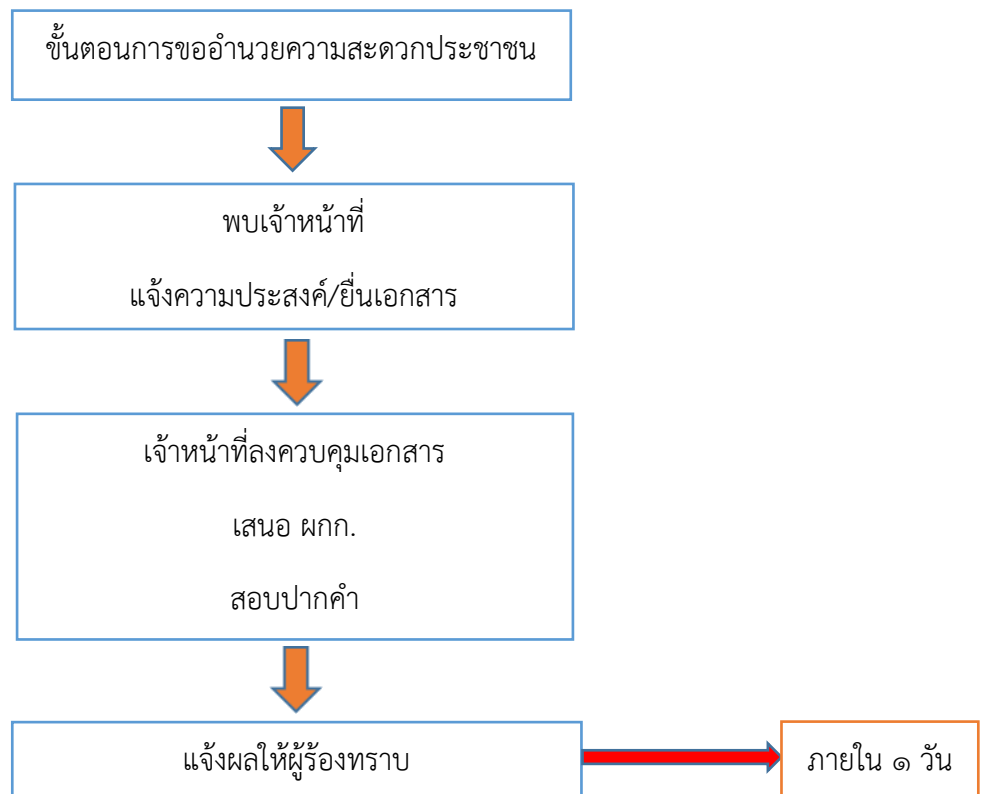 ขั้นตอนการขออำนวยความสะดวกประชาชน
พบเจ้าหน้าที่
แจ้งความประสงค์/ยื่นเอกสาร
เจ้าหน้าที่ลงควบคุมเอกสาร
เสนอ ผกก.
สอบปากคำ
แจ้งผลให้ผู้ร้องทราบ
ภายใน ๑ วัน